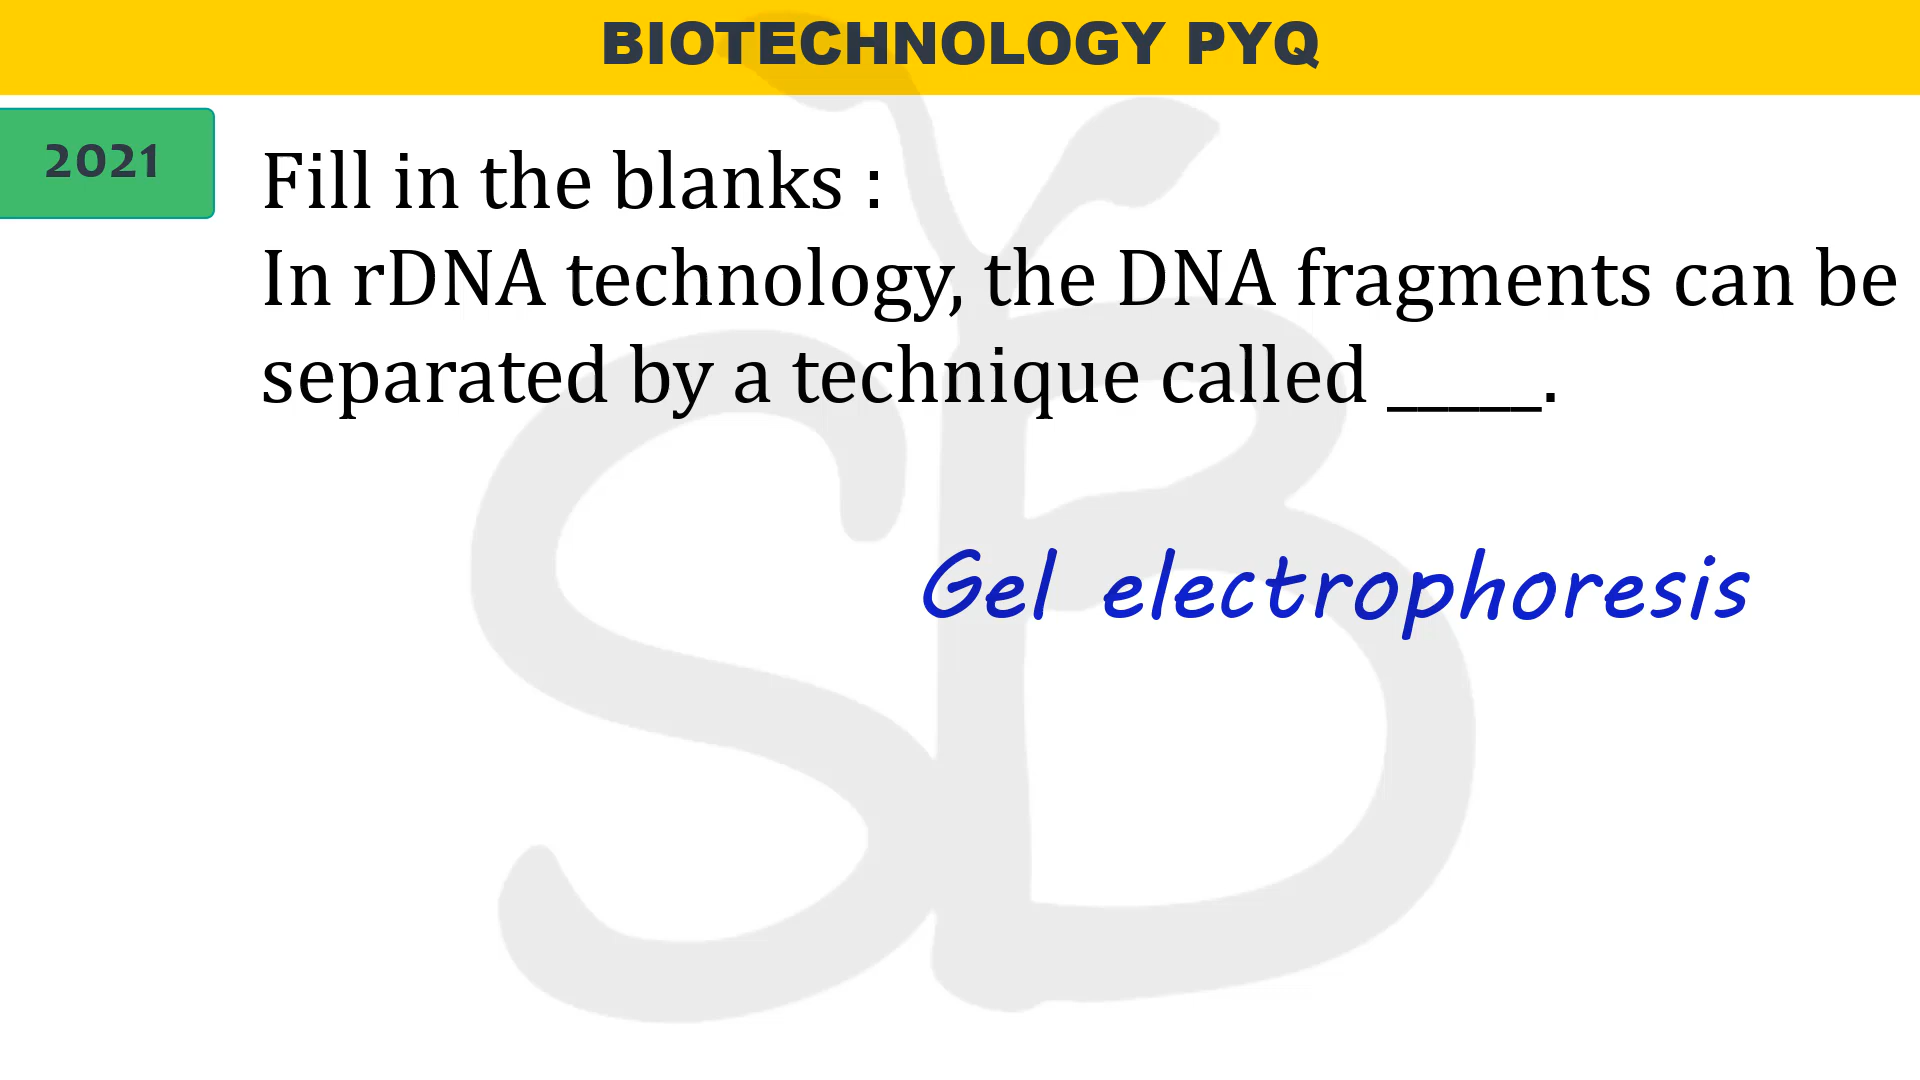 BIOTECHNOLOGY PYQ
2021
Fill in the blanks :
In rDNA technology, the DNA fragments can be
separated by a technique called _____.
Gel electrophoresis
SB